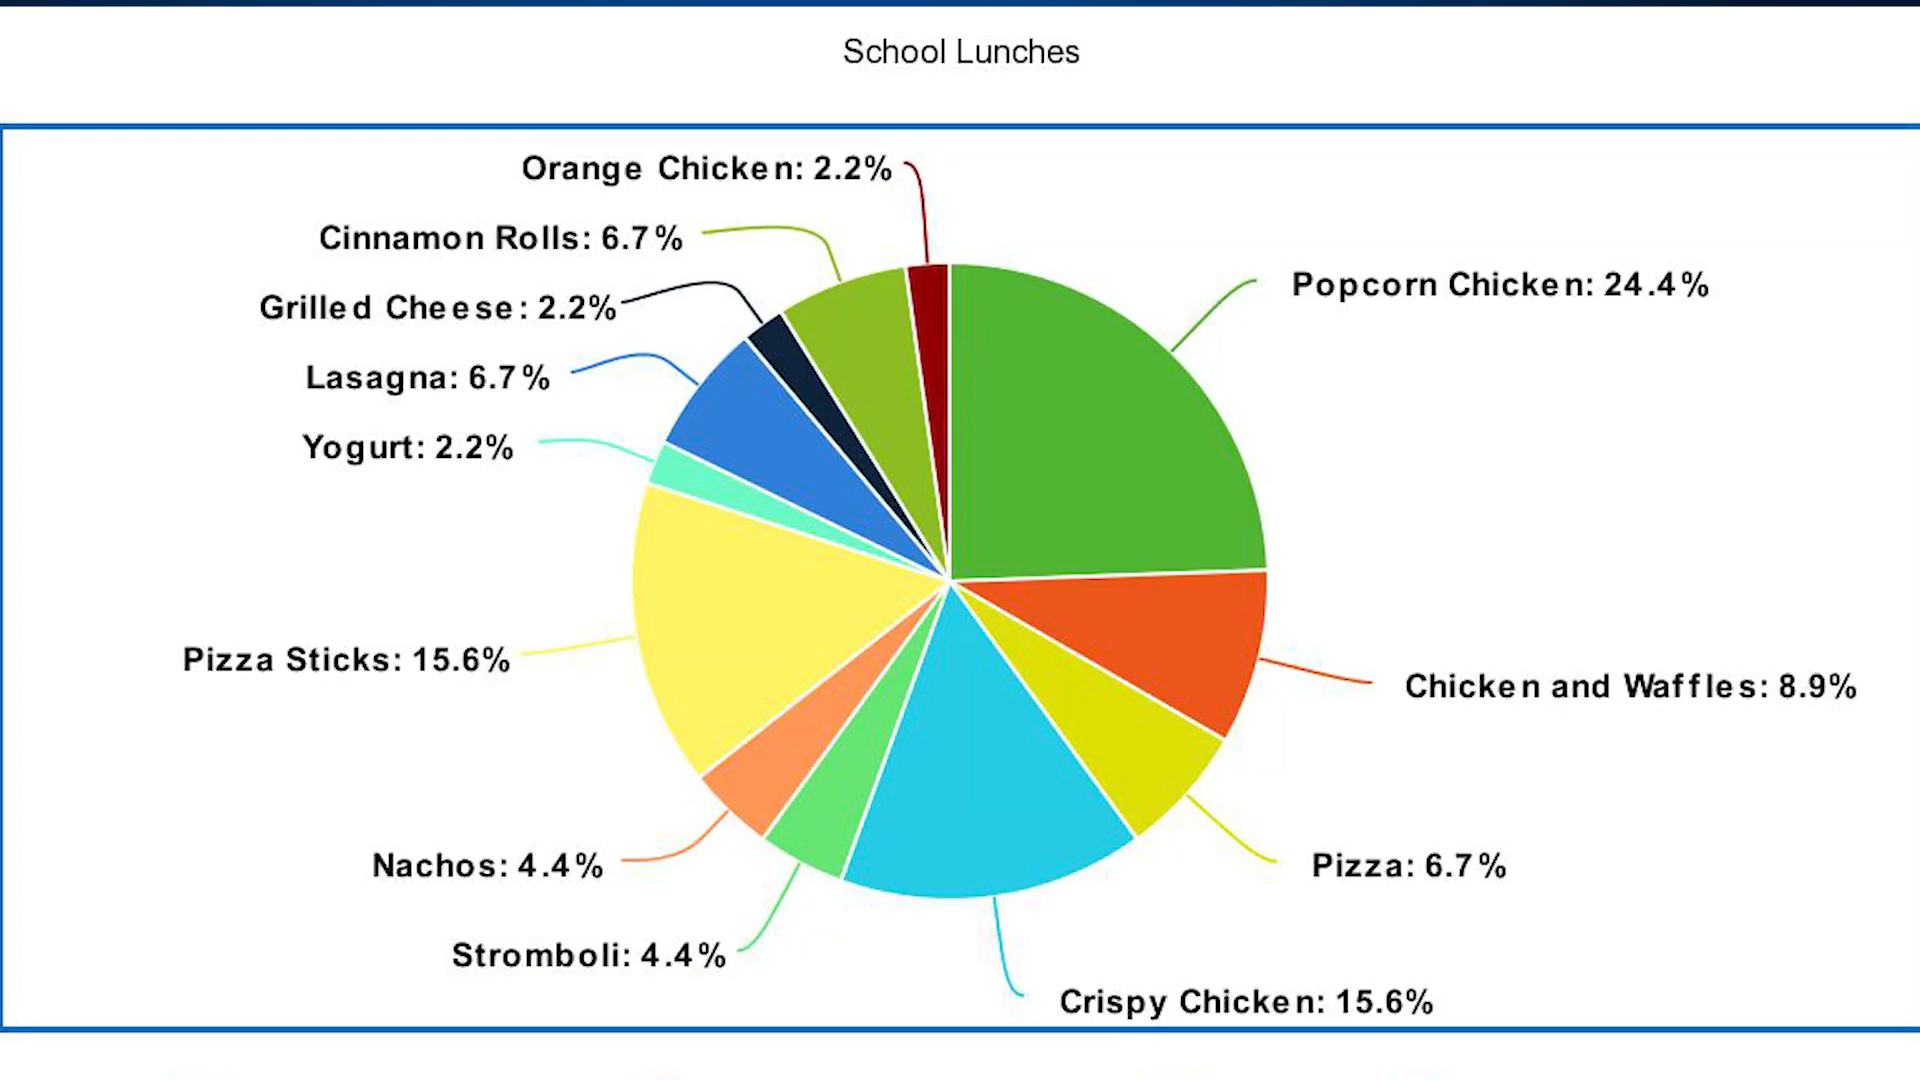 School Lunches
Orange Chicken: 2.2%
Cinnamon Rolls: 6.7%
Grilled Cheese: 2.2%
Lasagna: 6.7%
Yogurt: 2.2%
Pizza Sticks: 15.6%
Nachos: 4.4%
Stromboli: 4.4%
Crispy Chicken: 15.6%
Pizza: 6.7%
Chicken and Waffles: 8.9%
Popcorn Chicken: 24.4%